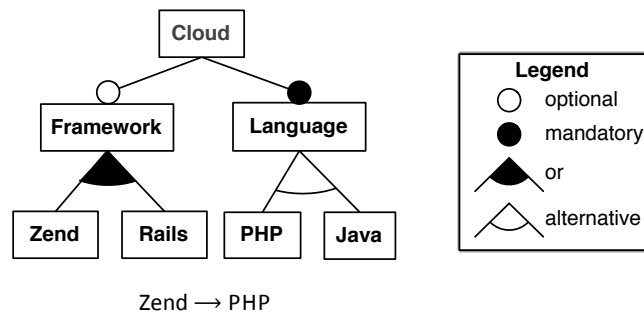 Cloud
Framework
Language
Zend
Rails
PHP
Java
Zend → PHP
Legend
optional
mandatory
or
alternative